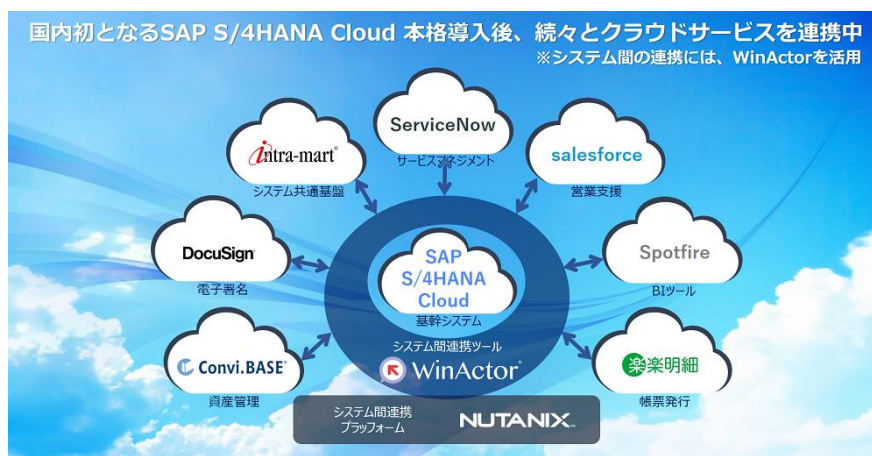 国内初となるSAP S/4HANA Cloud 本格導入後、続々とクラウドサービスを連携中
※システム間の連携には、WinActorを活用
ServiceNow
サービスマネジメント
intra-mart®
システム共通基盤
salesforce
営業支援
DocuSign
電子署名
SAP
S/4HANA
Cloud
基幹システム
Spotfire
BIツール
システム間連携ツール
WinActor®
Convi.BASE®
資産管理
楽楽明細
帳票発行
システム間連携
プラッフォーム
NUTANIX™